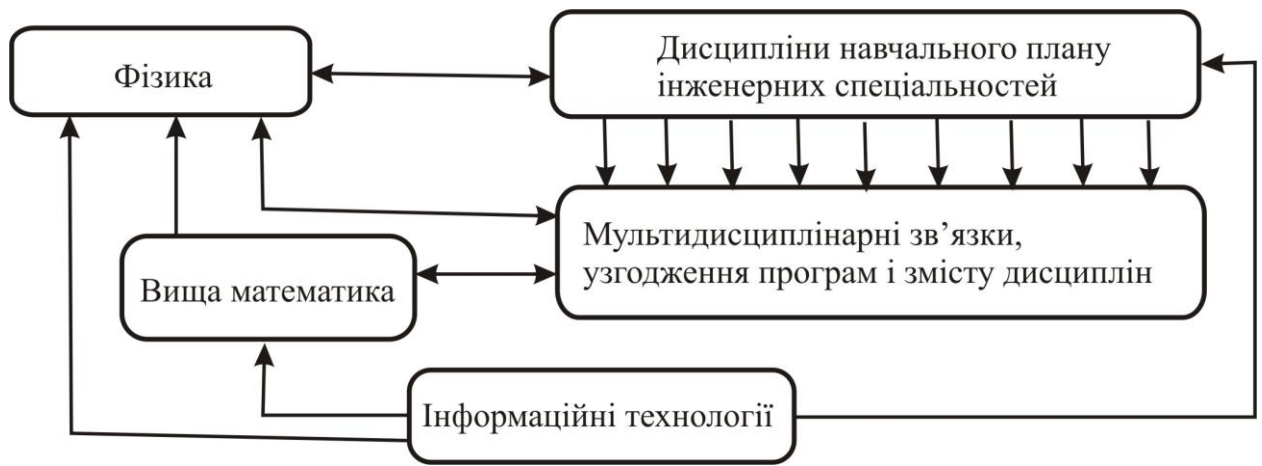 Фізика
Дисципліни навчального плану
інженерних спеціальностей
Мультидисциплінарні зв’язки,
узгодження програм і змісту дисциплін
Вища математика
Інформаційні технології